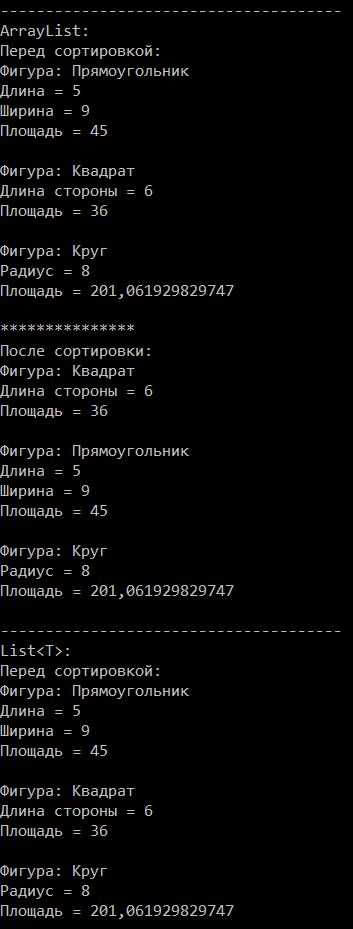 --------------------------------------
ArrayList:
Перед сортировкой:
Фигура: Прямоугольник
Длина = 5
Ширина = 9
Площадь = 45
Фигура: Квадрат
Длина стороны = 6
Площадь = 36
Фигура: Круг
Радиус = 8
Площадь = 201,061929829747
***************
После сортировки:
Фигура: Квадрат
Длина стороны = 6
Площадь = 36
Фигура: Прямоугольник
Длина = 5
Ширина = 9
Площадь = 45
Фигура: Круг
Радиус = 8
Площадь = 201,061929829747
--------------------------------------
List<T>:
Перед сортировкой:
Фигура: Прямоугольник
Длина = 5
Ширина = 9
Площадь = 45
Фигура: Квадрат
Длина стороны = 6
Площадь = 36
Фигура: Круг
Радиус = 8
Площадь = 201,061929829747